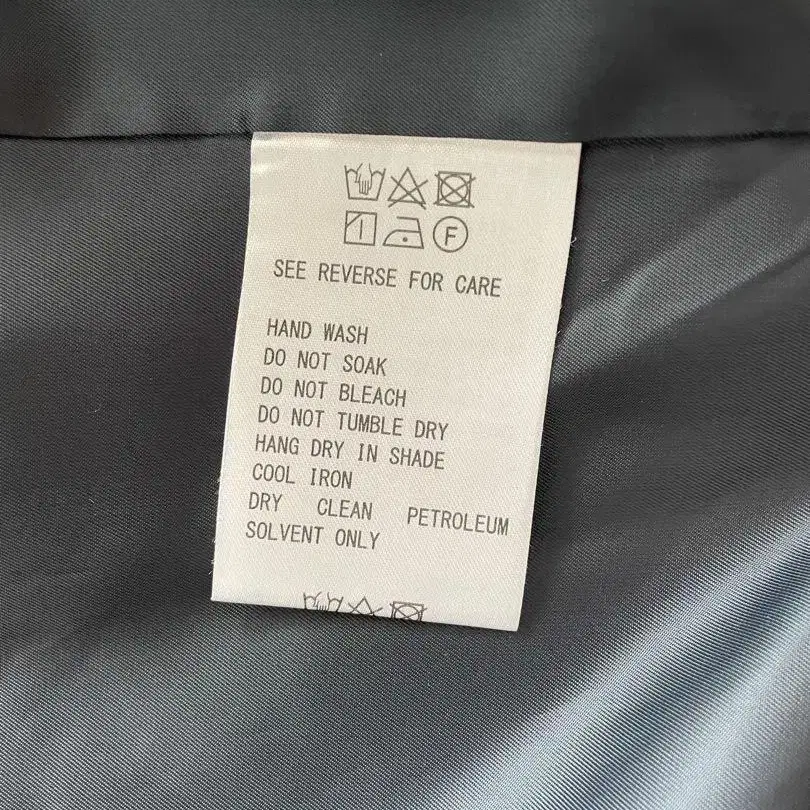 F
SEE REVERSE FOR CARE
HAND WASH
DO NOT SOAK
DO NOT BLEACH
DO NOT TUMBLE DRY
HANG DRY IN SHADE
COOL IRON
DRY CLEAN PETROLEUM
SOLVENT ONLY